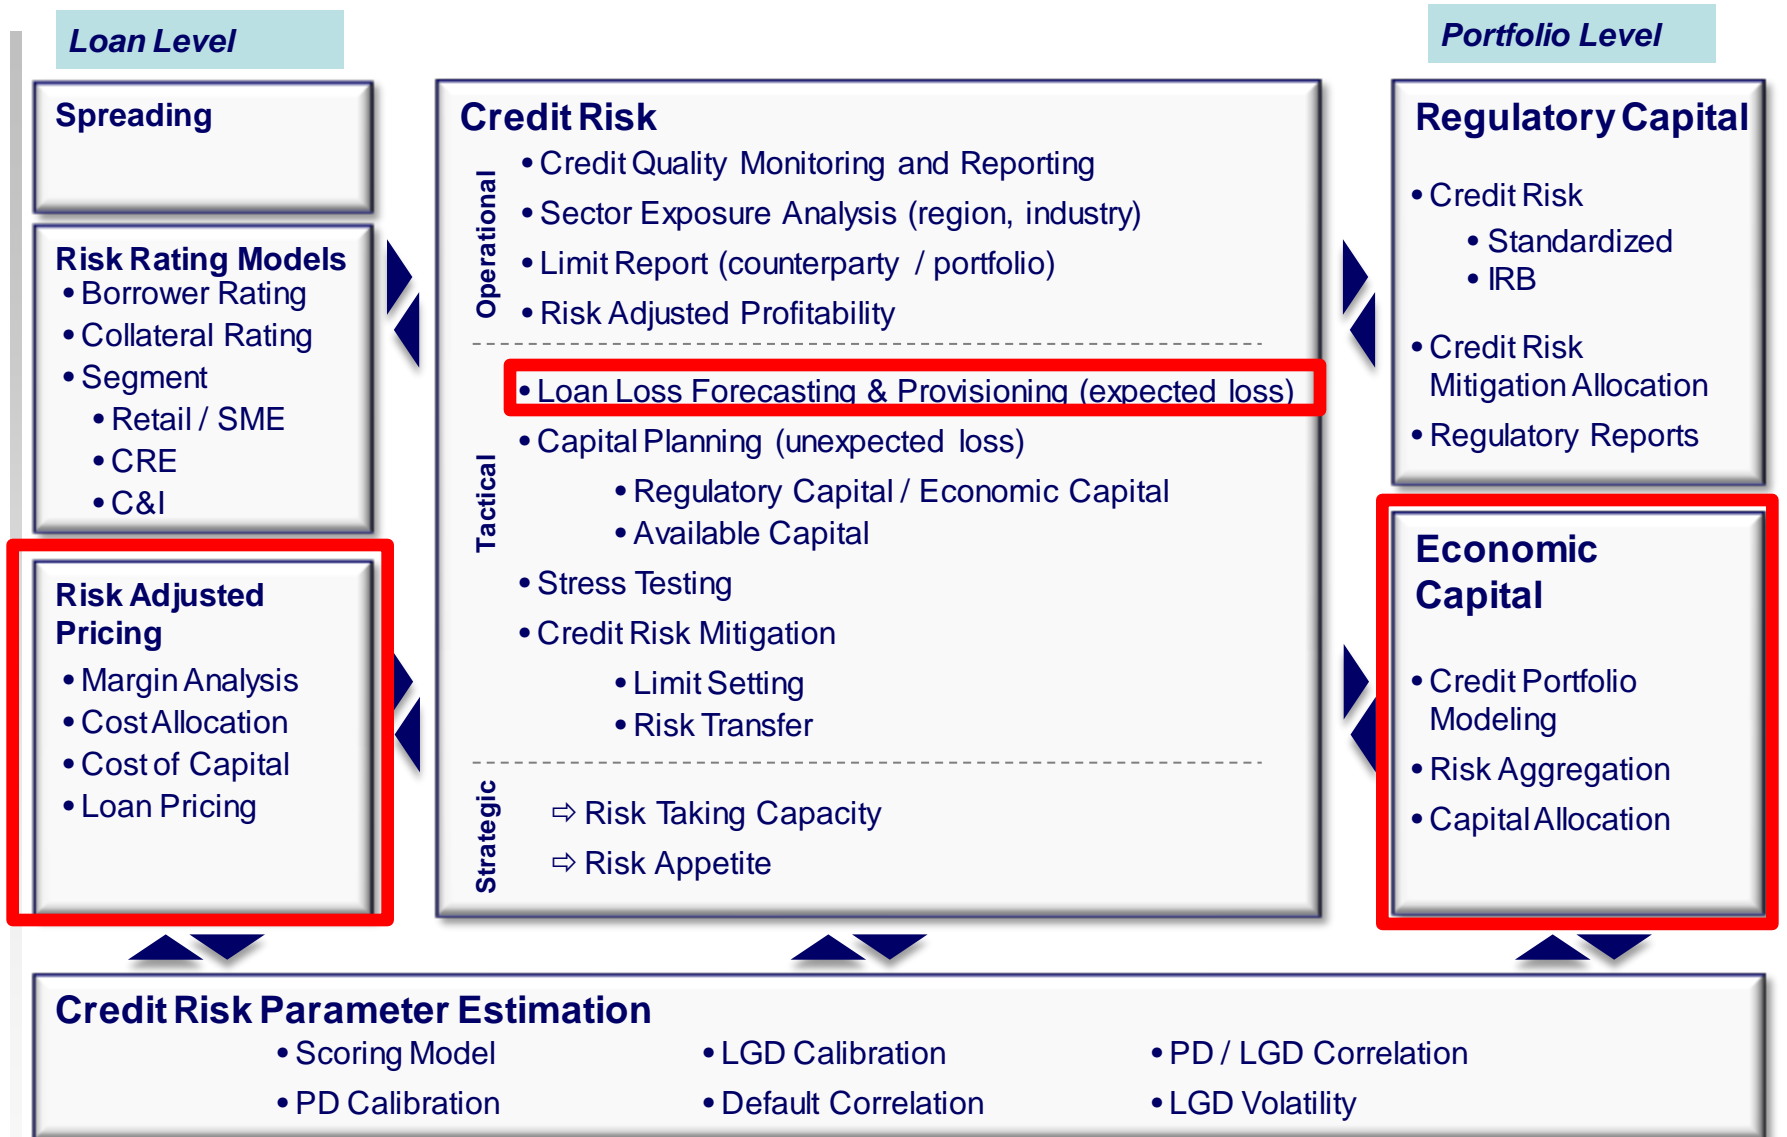 Loan Level
Portfolio Level
Spreading
Risk Rating Models
• Borrower Rating
• Collateral Rating
• Segment
• Retail / SME
• CRE
• C&I
Risk Adjusted
Pricing
• Margin Analysis
• Cost Allocation
• Cost of Capital
• Loan Pricing
Credit Risk
Operational
• Credit Quality Monitoring and Reporting
• Sector Exposure Analysis (region, industry)
• Limit Report (counterparty / portfolio)
• Risk Adjusted Profitability
Tactical
• Loan Loss Forecasting & Provisioning (expected loss)
• Capital Planning (unexpected loss)
• Regulatory Capital / Economic Capital
• Available Capital
• Stress Testing
• Credit Risk Mitigation
• Limit Setting
• Risk Transfer
Strategic
⇨ Risk Taking Capacity
⇨ Risk Appetite
Regulatory Capital
• Credit Risk
• Standardized
• IRB
• Credit Risk
Mitigation Allocation
• Regulatory Reports
Economic
Capital
• Credit Portfolio
Modeling
• Risk Aggregation
• Capital Allocation
Credit Risk Parameter Estimation
• Scoring Model
• LGD Calibration
• PD / LGD Correlation
• PD Calibration
• Default Correlation
• LGD Volatility